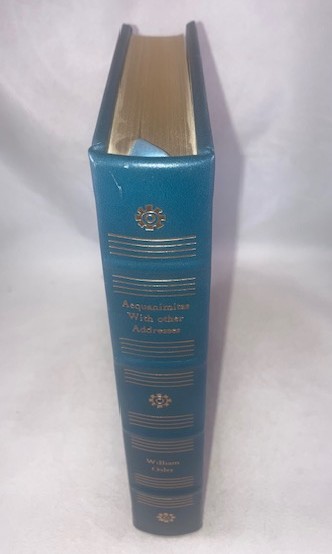 Aequanimitas
With other
Addresses
William
Osler